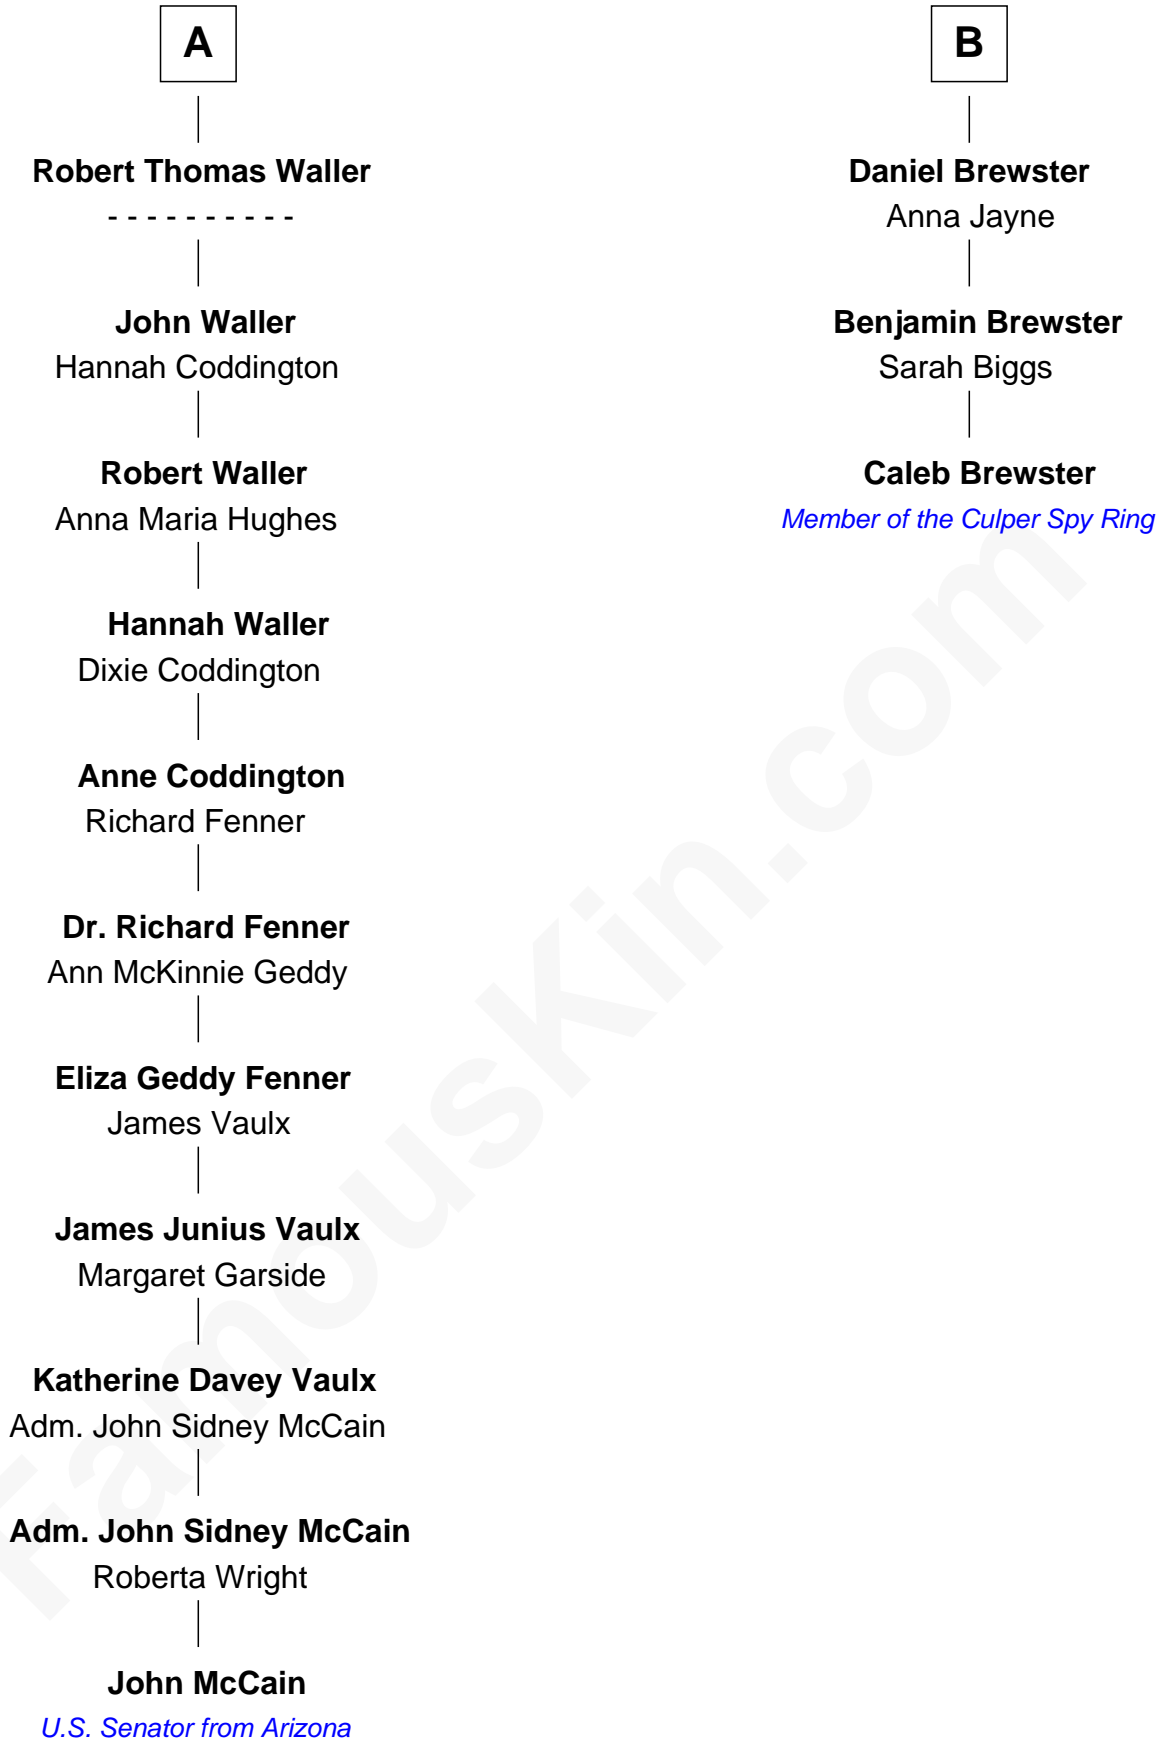 A
Robert Thomas Waller
- - - - - - - - - -
John Waller
Hannah Coddington
Robert Waller
Anna Maria Hughes
Hannah Waller
Dixie Coddington
Anne Coddington
Richard Fenner
Dr. Richard Fenner
Ann McKinnie Geddy
Eliza Geddy Fenner
James Vaulx
James Junius Vaulx
Margaret Garside
Katherine Davey Vaulx
Adm. John Sidney McCain
Adm. John Sidney McCain
Roberta Wright
John McCain
U.S. Senator from Arizona
B
Daniel Brewster
Anna Jayne
Benjamin Brewster
Sarah Biggs
Caleb Brewster
Member of the Culper Spy Ring
FamousKin.com